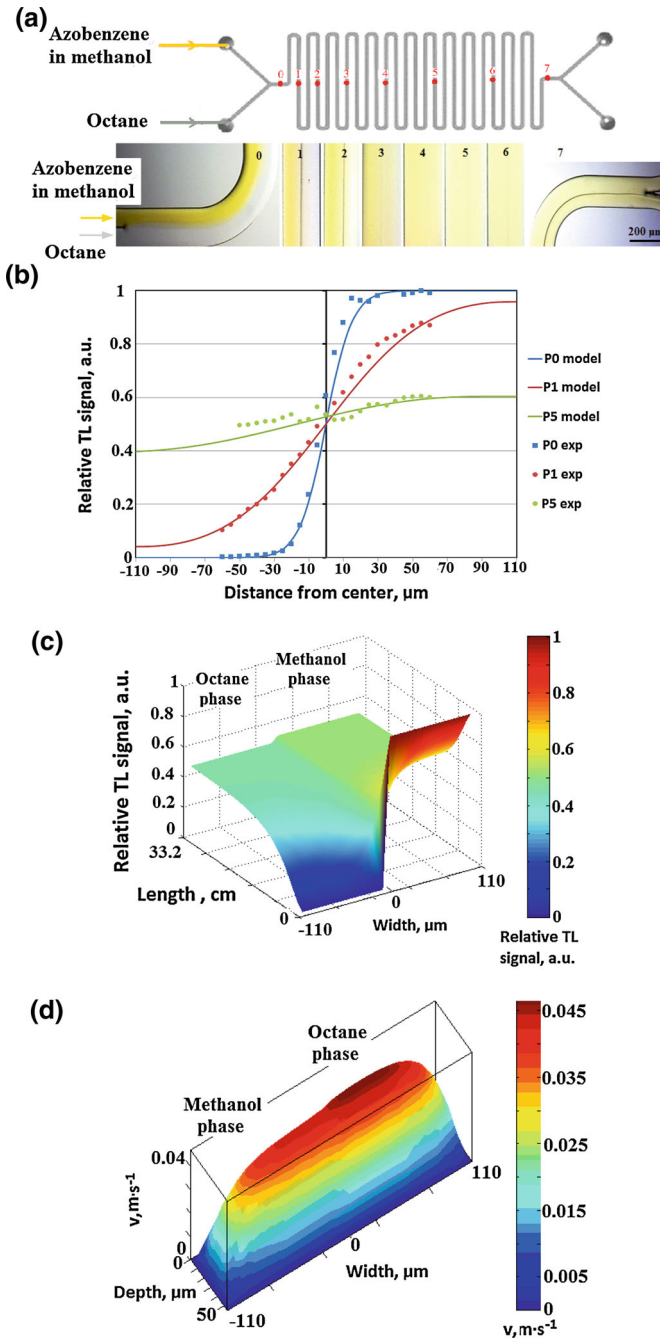 (a)
Azobenzene
in methanol
Octane
0 1 2 3 4 5 6 7
Azobenzene
in methanol
Octane
0 1 2 3 4 5 6 7
200 µm
(b)
Relative TL signal, a.u.
1
0.8
0.6
0.4
0.2
0
-110 -90 -70 -50 -30 -10 10 30 50 70 90 110
Distance from center, µm
P0 model
P1 model
P5 model
P0 exp
P1 exp
P5 exp
(c)
Octane
phase
Methanol
phase
Relative TL signal, a.u.
1
0.8
0.6
0.4
0.2
0
33.2
Length , cm
0
-110
0
Width, µm
110
1
0.8
0.6
0.4
0.2
0
Relative TL
signal, a.u.
(d)
Octane
phase
Methanol
phase
0.04
v,m·s⁻¹
0
0
Depth, µm
50
-110
0
Width, µm
110
0.045
0.035
0.025
0.015
0.005
0
v,m·s⁻¹